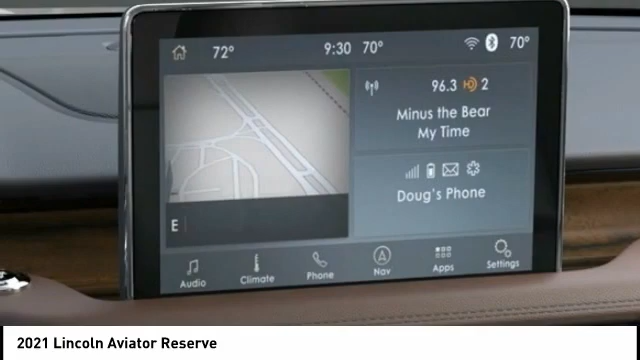 72° 9:30 70° 70°
96.3 HD 2
Minus the Bear
My Time
Doug's Phone
E
Audio Climate Phone Nav Apps Settings
2021 Lincoln Aviator Reserve